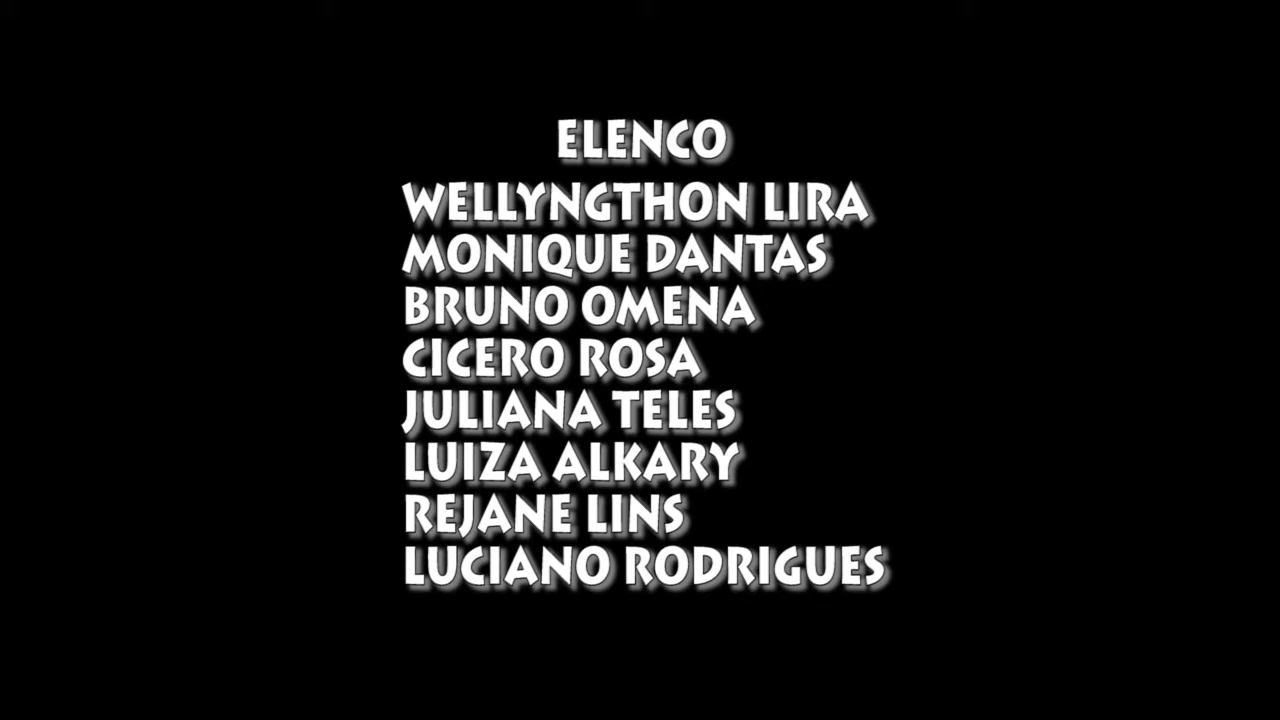 ELENCO
WELLYNGTHON LIRA
MONIQUE DANTAS
BRUNO OMENA
CICERO ROSA
JULIANA TELES
LUIZA ALKARY
REJANE LINS
LUCIANO RODRIGUES